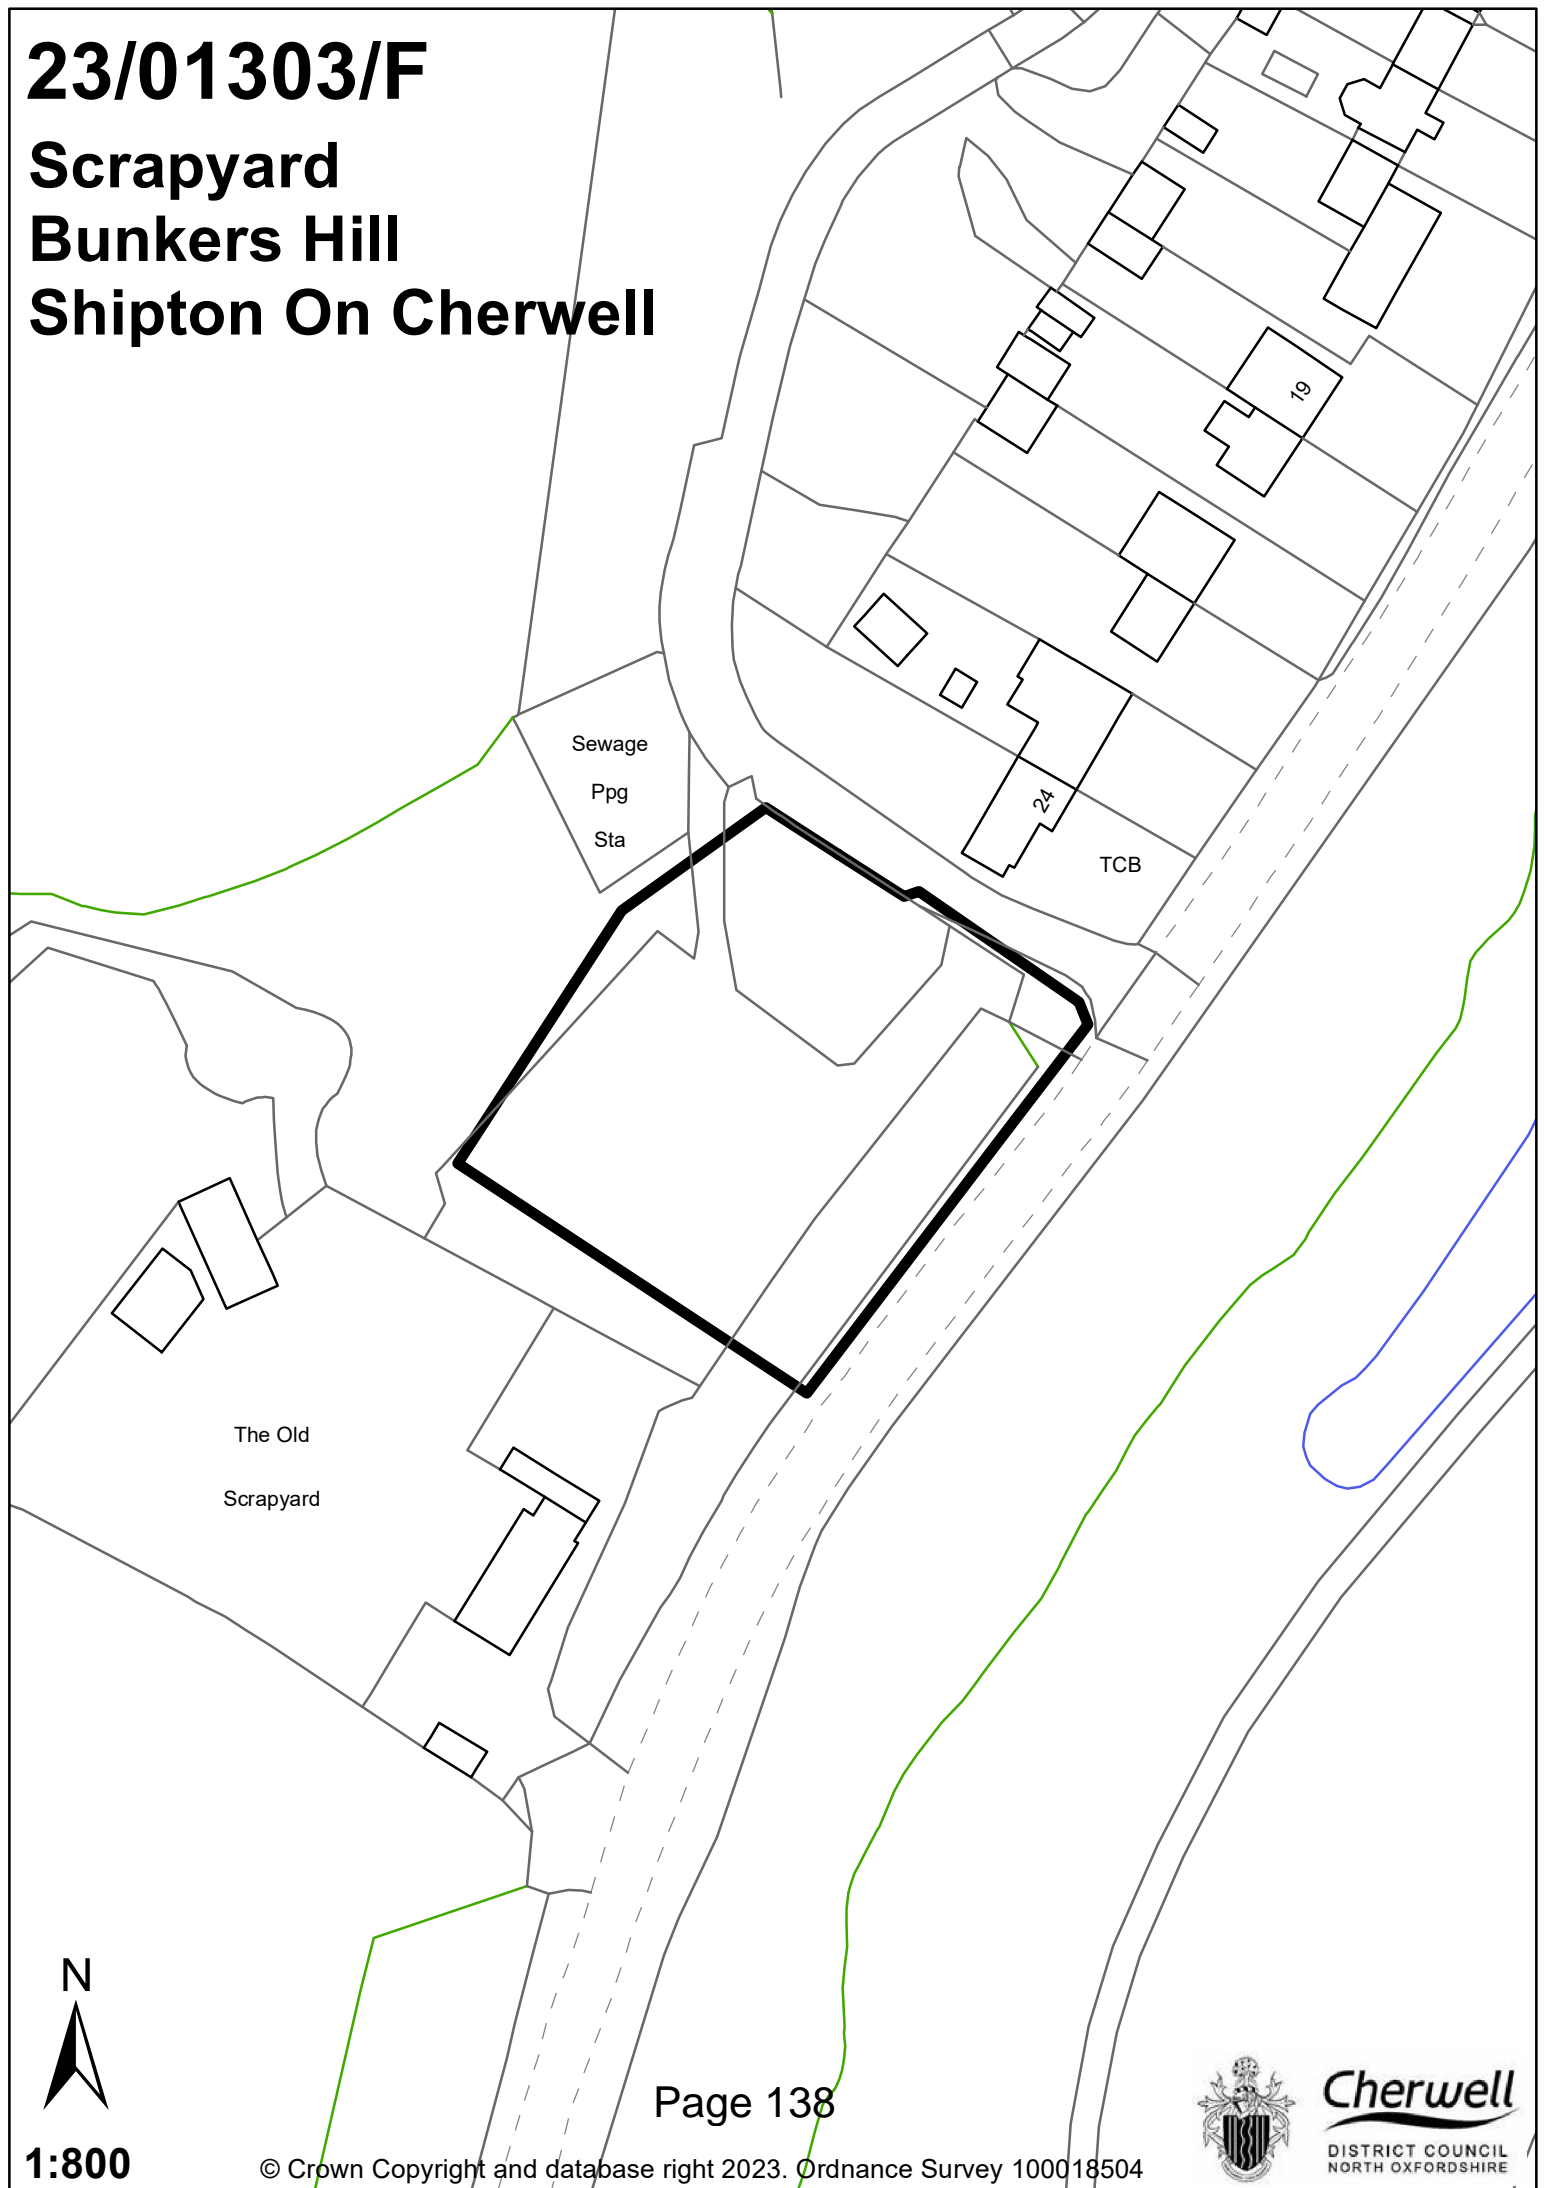 23/01303/F
Scrapyard
Bunkers Hill
Shipton On Cherwell
19
Sewage
Ppg
Sta
24
TCB
The Old
Scrapyard
N
1:800
Page 138
© Crown Copyright and database right 2023. Ordnance Survey 100018504
Cherwell
DISTRICT COUNCIL
NORTH OXFORDSHIRE